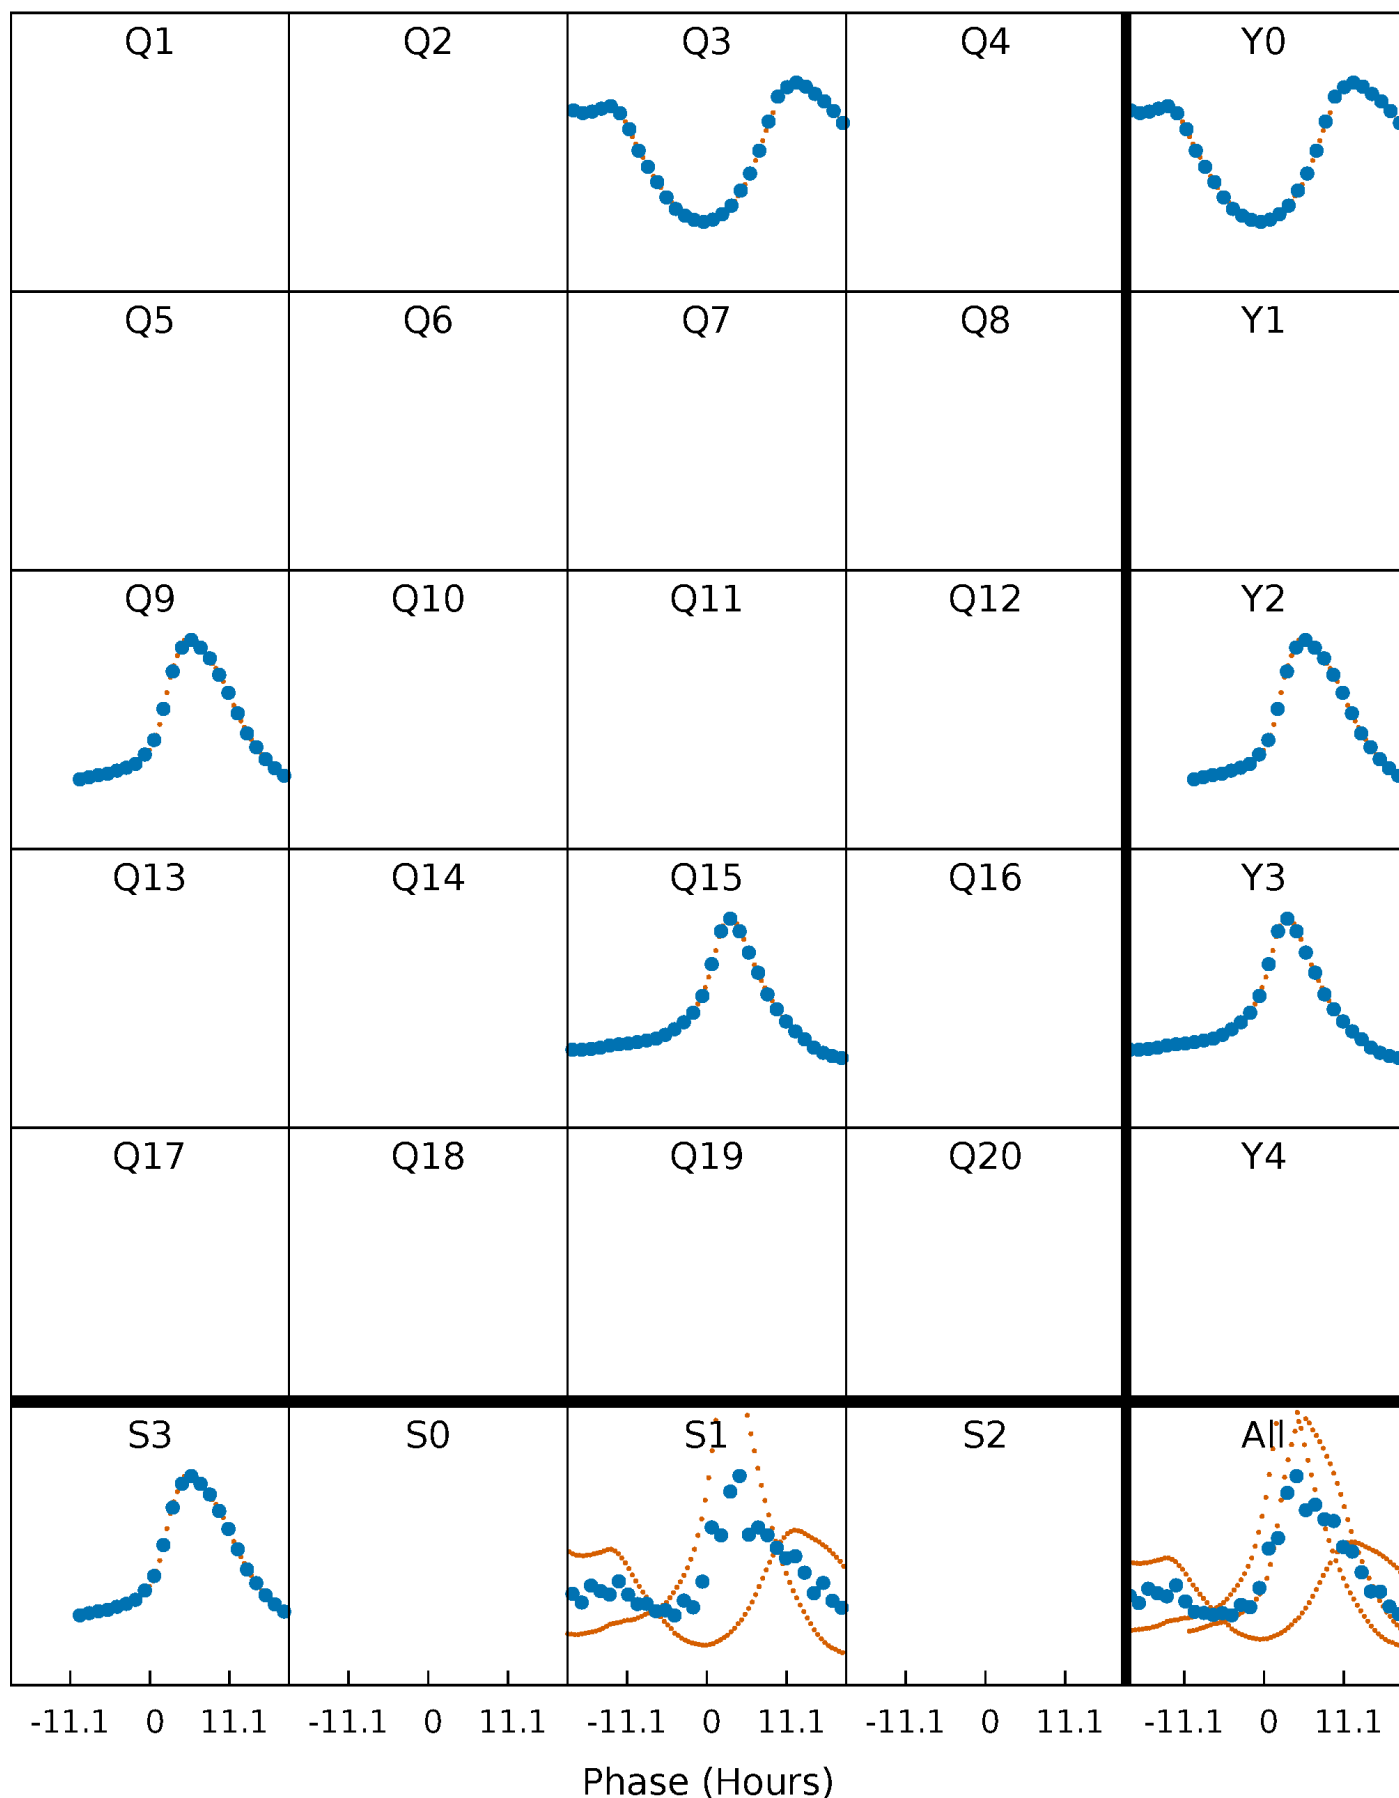 Q1 Q2 Q3 Q4 Y0
Q5 Q6 Q7 Q8 Y1
Q9 Q10 Q11 Q12 Y2
Q13 Q14 Q15 Q16 Y3
Q17 Q18 Q19 Q20 Y4
S3 S0 S1 S2 All
-11.1 0 11.1 -11.1 0 11.1 -11.1 0 11.1 -11.1 0 11.1 -11.1 0 11.1
Phase (Hours)